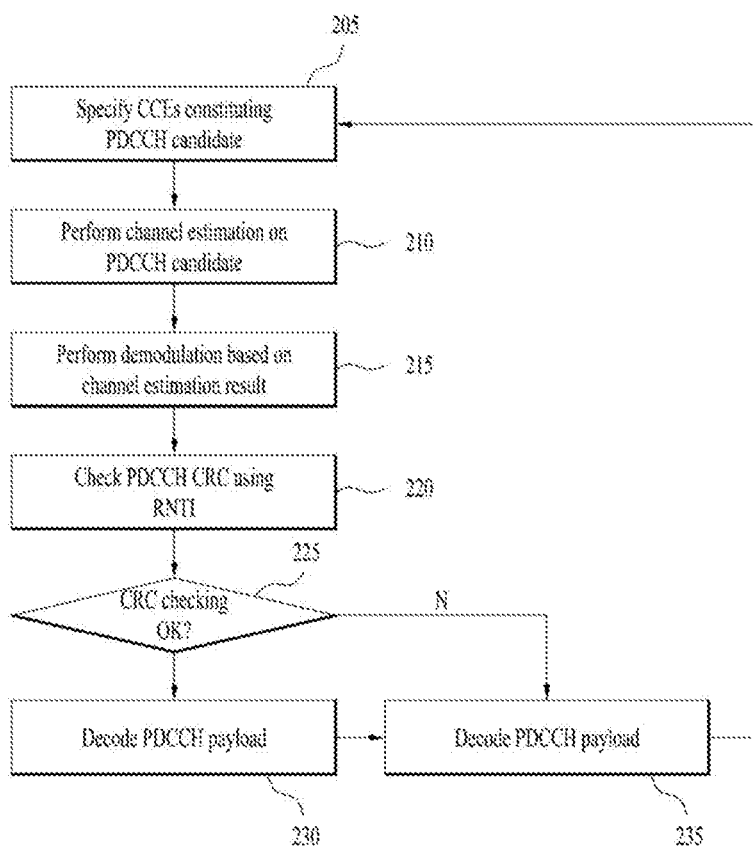 205
Specify CCEs constituting
PDCCH candidate
Perform channel estimation on
PDCCH candidate
210
Perform demodulation based on
channel estimation result
215
Check PDCCH CRC using
RNTI
220
225
CRC checking
OK?
N
Decode PDCCH payload
Decode PDCCH payload
230
235